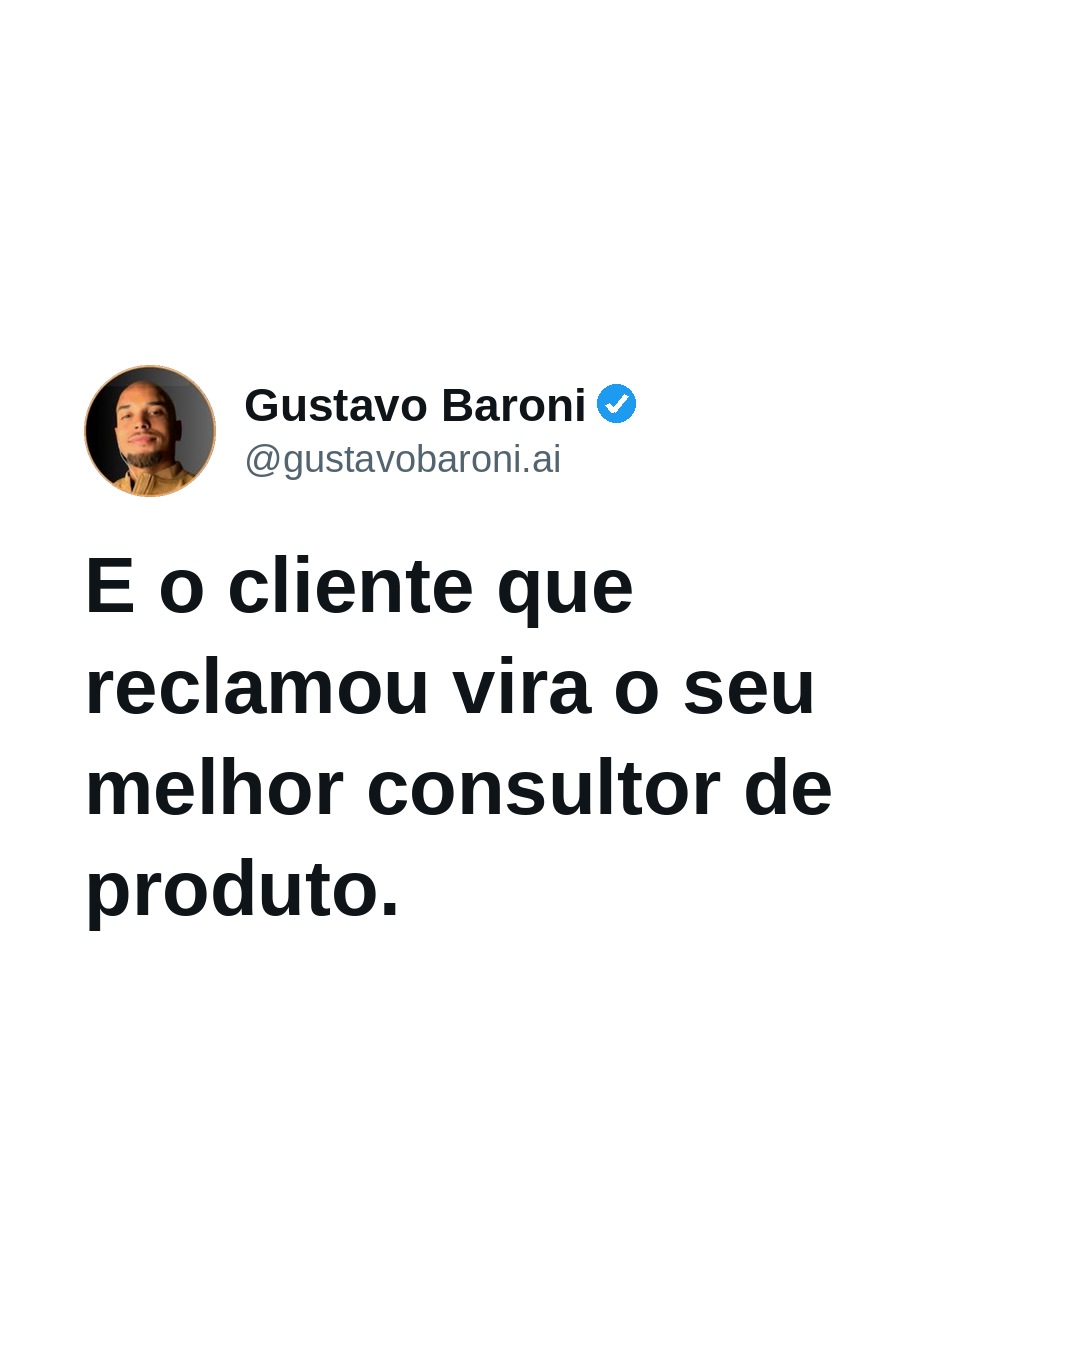 Gustavo Baroni
@gustavobaroni.ai
E o cliente que
reclamou vira o seu
melhor consultor de
produto.